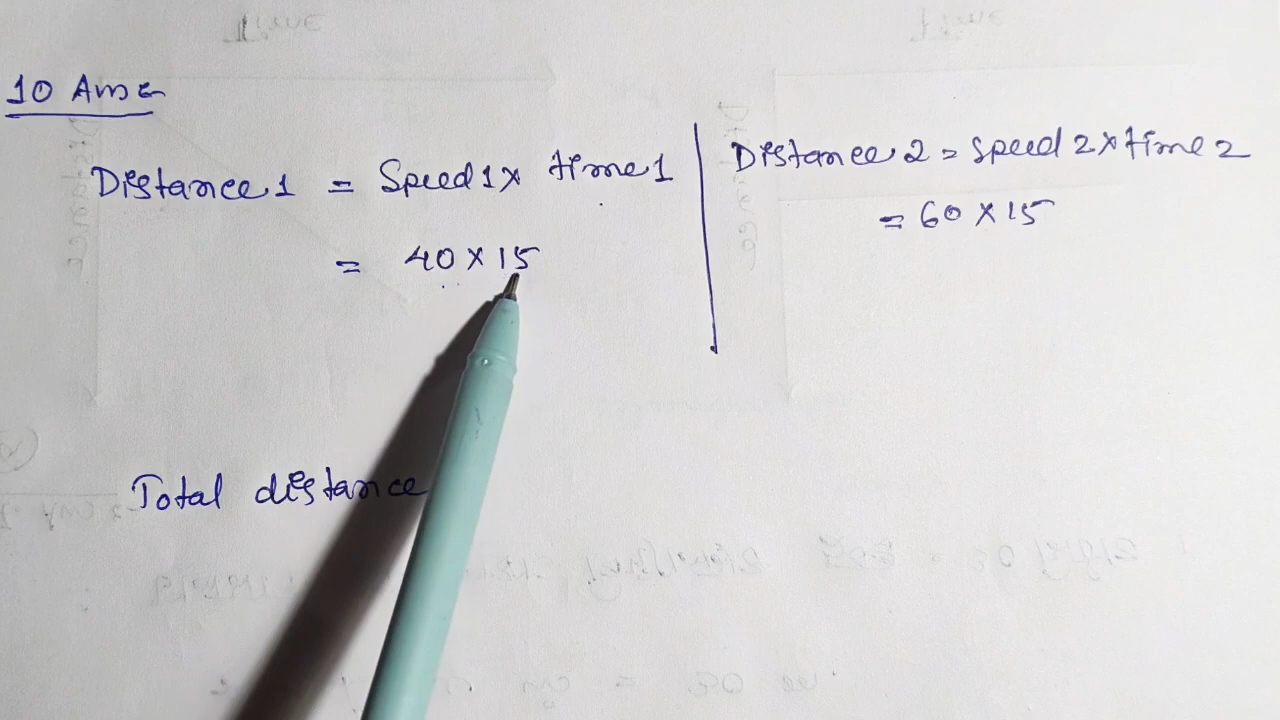 10 Ans
Distance 1 = Speed 1 × time 1
= 40 × 15
Distance 2 = Speed 2 × time 2
= 60 × 15
Total distance